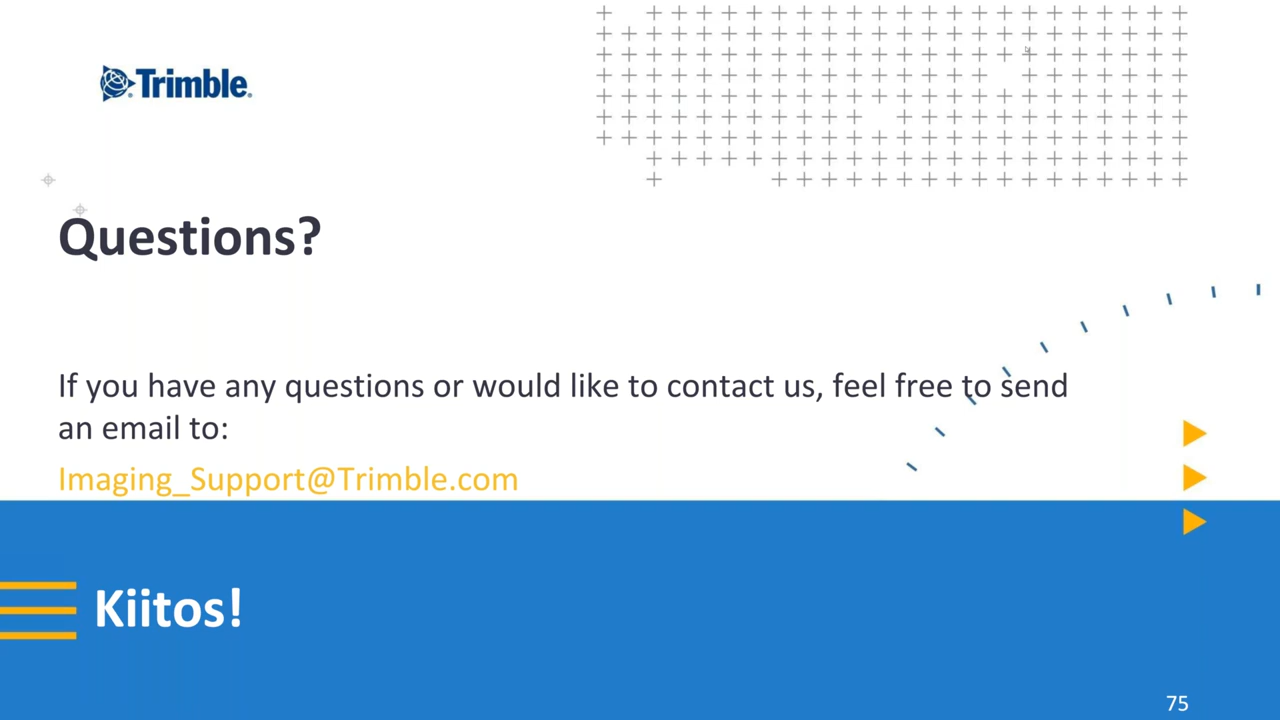 Trimble
Questions?
If you have any questions or would like to contact us, feel free to send
an email to:
Imaging_Support@Trimble.com
Kiitos!
75